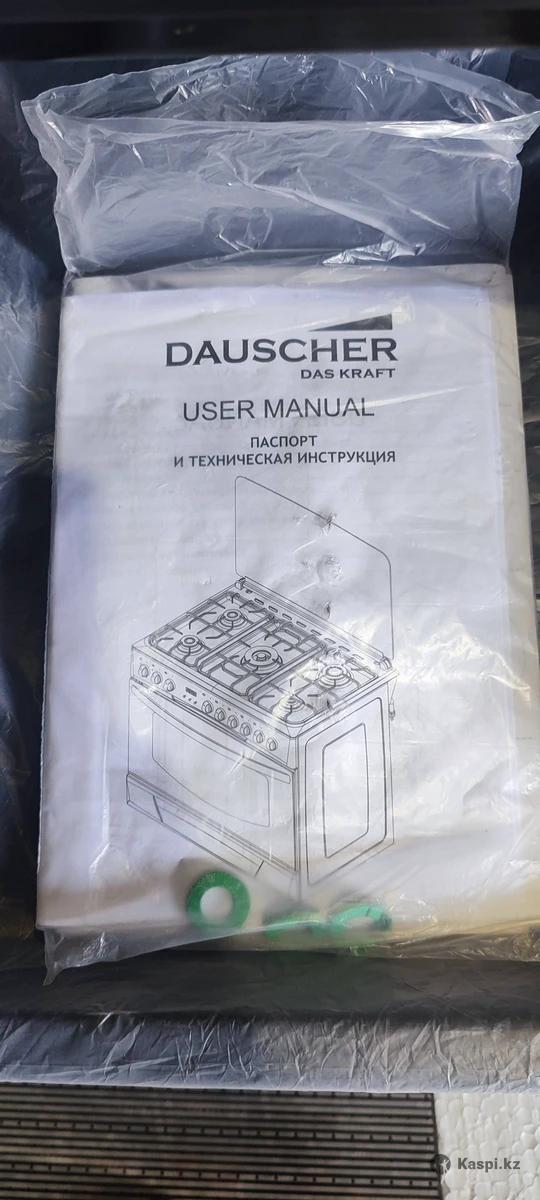 DAUSCHER
DAS KRAFT
USER MANUAL
ПАСПОРТ
И ТЕХНИЧЕСКАЯ ИНСТРУКЦИЯ
Kaspi.kz